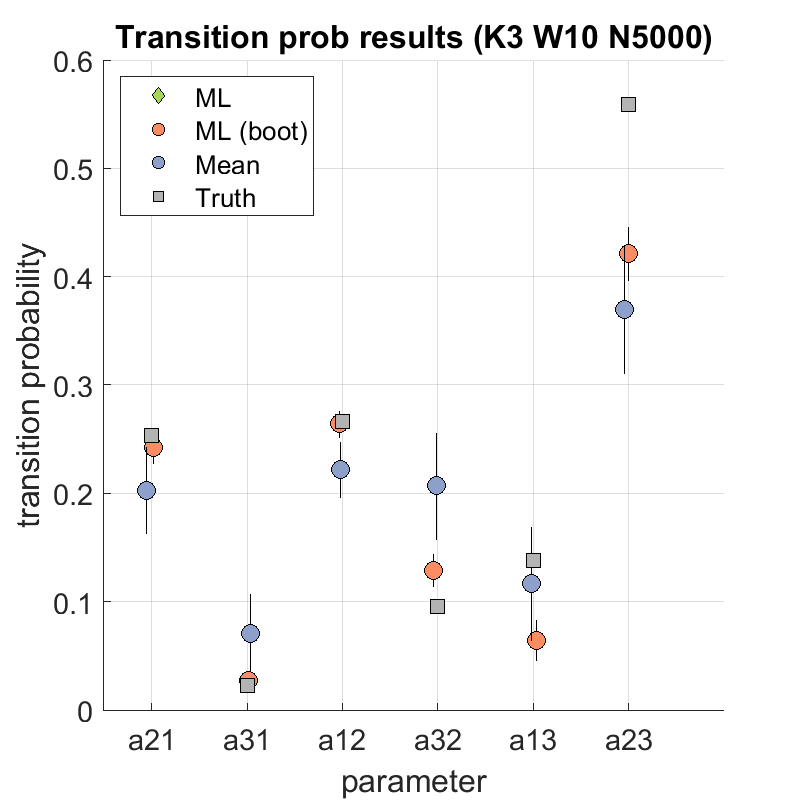 Transition prob results (K3 W10 N5000)
0.6
0.5
0.4
0.3
0.2
0.1
0
ML
ML (boot)
Mean
Truth
transition probability
a21 a31 a12 a32 a13 a23
parameter